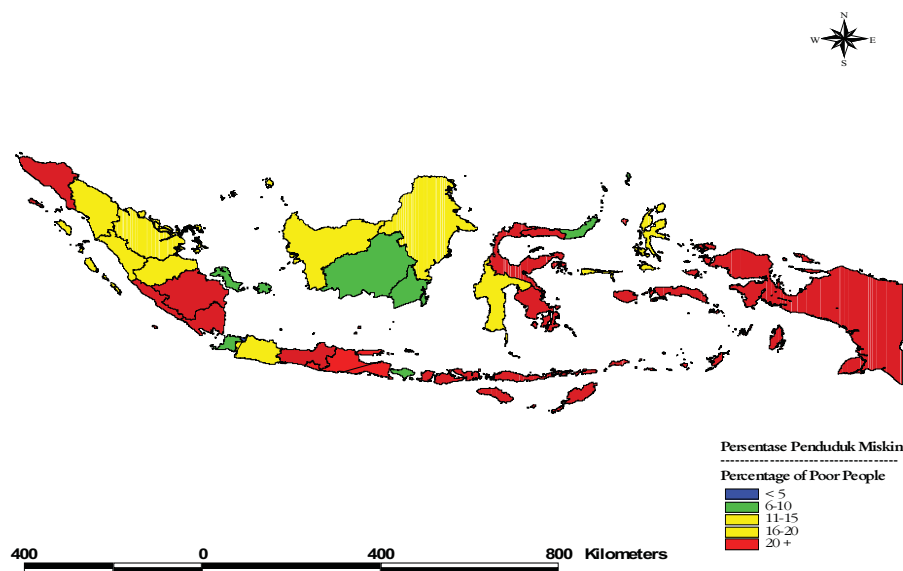 N
W E
S
Persentase Penduduk Miskin
Percentage of Poor People
< 5
6-10
11-15
16-20
20 +
400 0 400 800 Kilometers